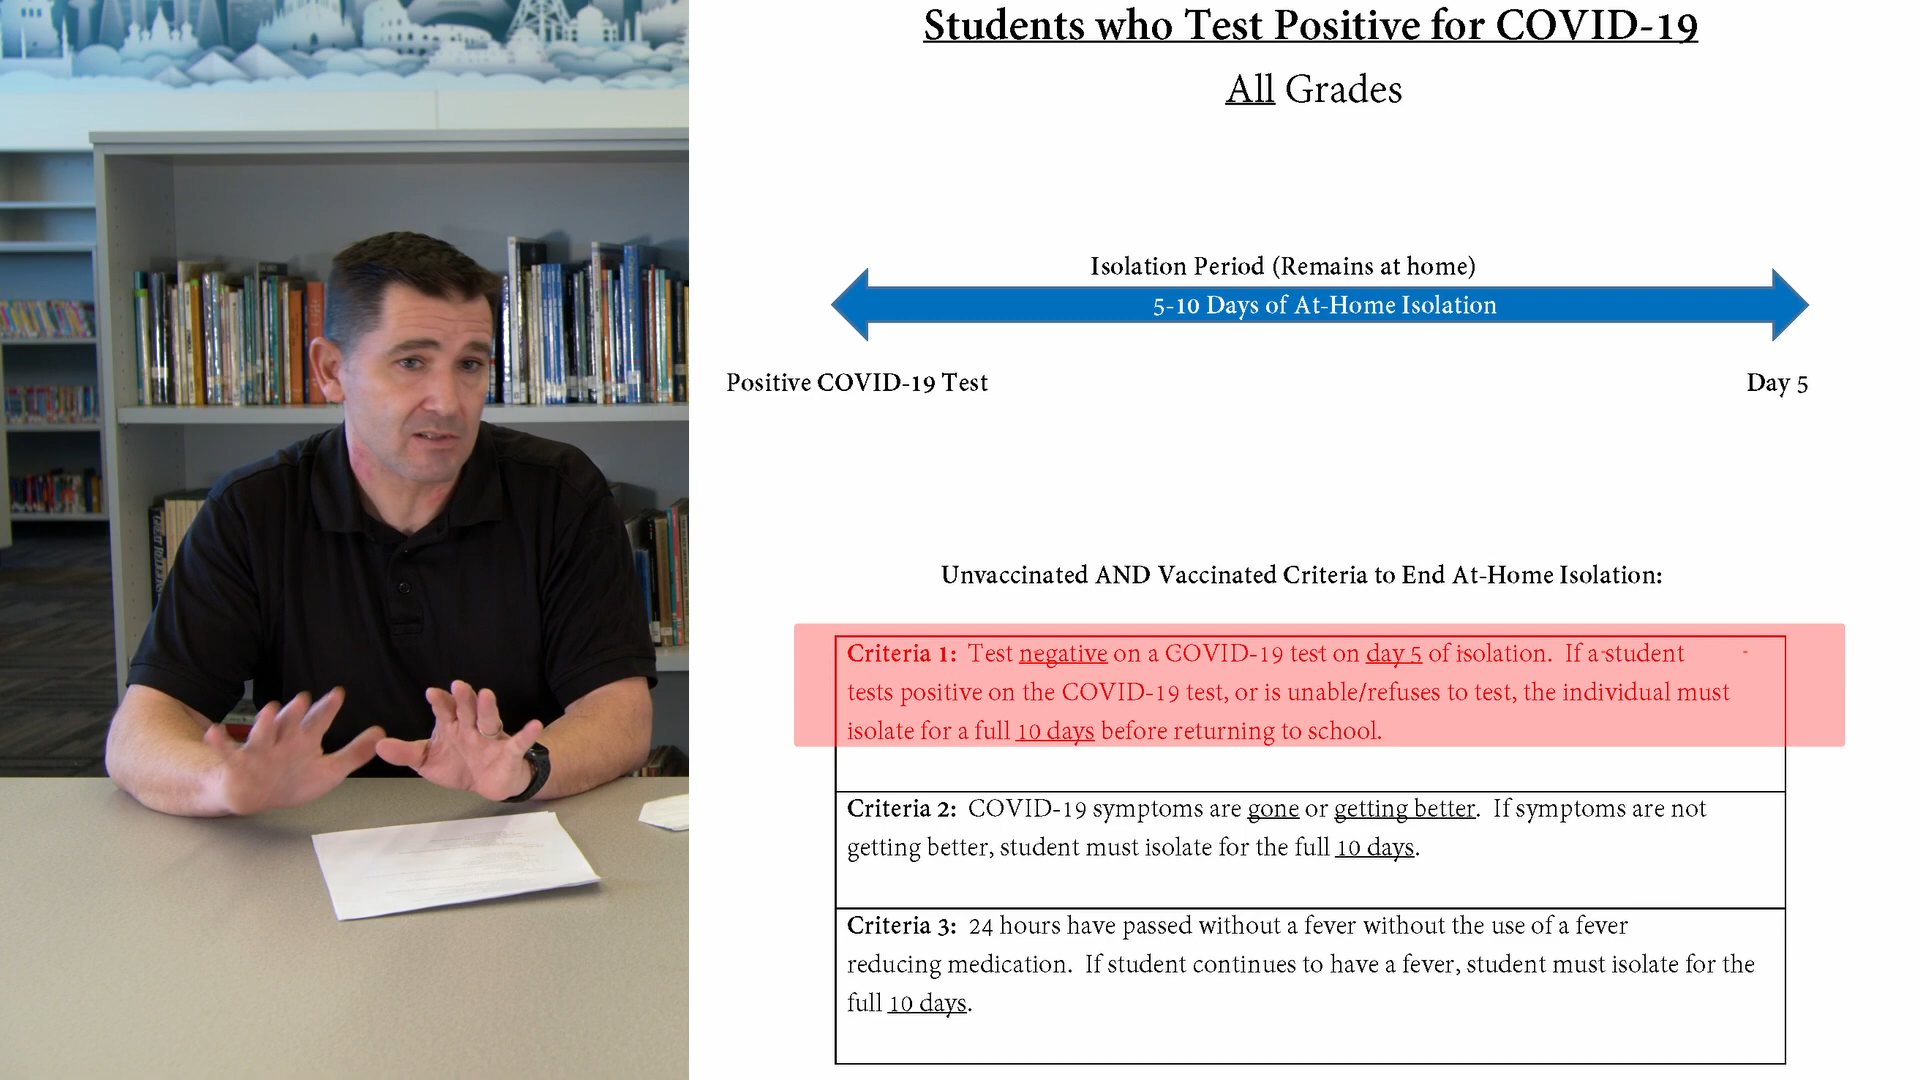 Students who Test Positive for COVID-19
All Grades
Isolation Period (Remains at home)
5-10 Days of At-Home Isolation
Positive COVID-19 Test
Day 5
Unvaccinated AND Vaccinated Criteria to End At-Home Isolation:
Criteria 1: Test negative on a COVID-19 test on day 5 of isolation. If a student
tests positive on the COVID-19 test, or is unable/refuses to test, the individual must
isolate for a full 10 days before returning to school.
Criteria 2: COVID-19 symptoms are gone or getting better. If symptoms are not
getting better, student must isolate for the full 10 days.
Criteria 3: 24 hours have passed without a fever without the use of a fever
reducing medication. If student continues to have a fever, student must isolate for the
full 10 days.